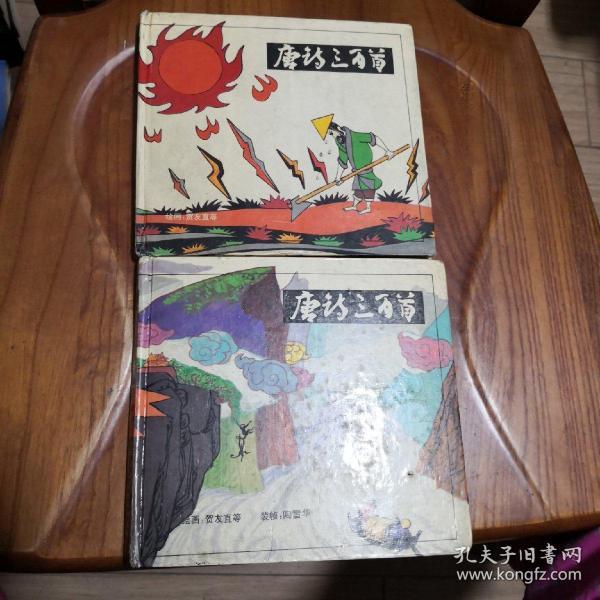 唐诗三百首
绘画:贺友直等
唐诗三百首
绘画:贺友直等 装帧:陶雪华
孔夫子旧书网
www.kongfz.com